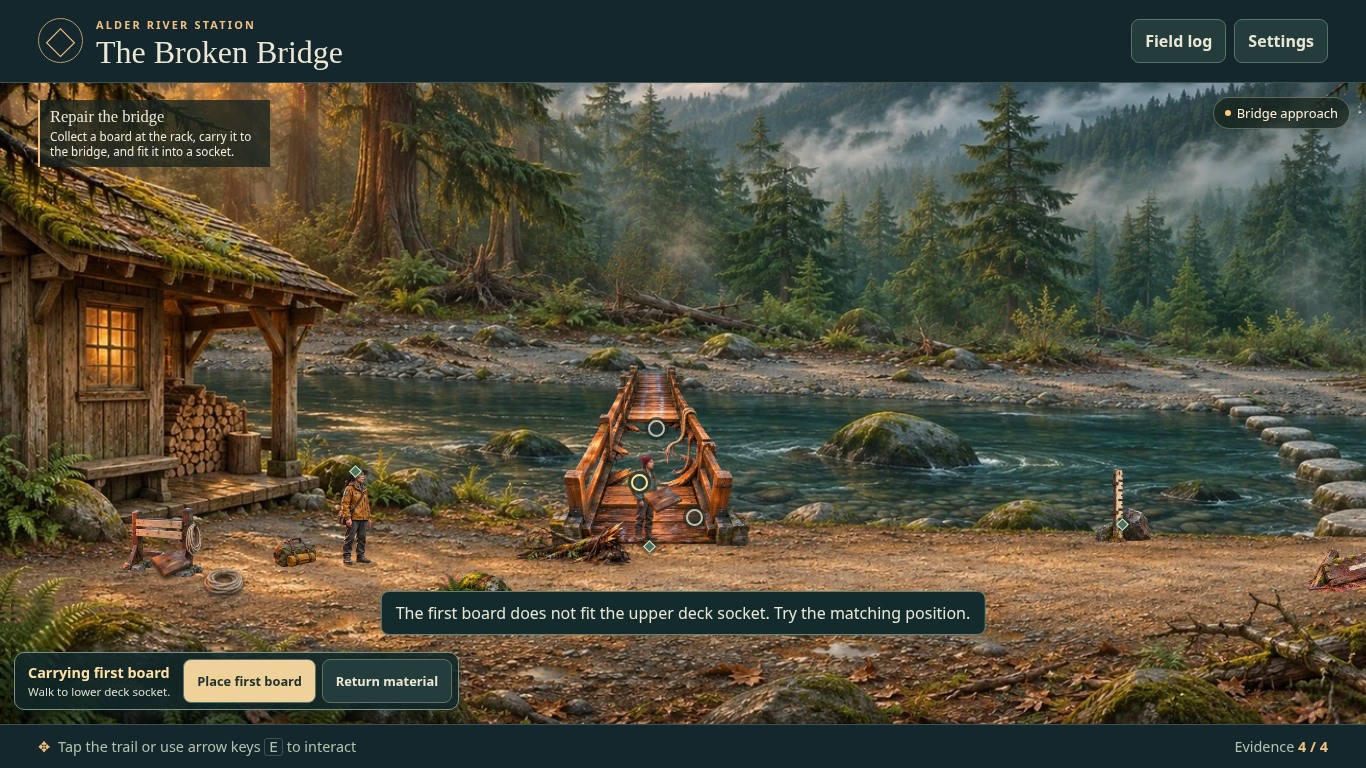 ALDER RIVER STATION
The Broken Bridge
Field log
Settings
Repair the bridge
Collect a board at the rack, carry it to
the bridge, and fit it into a socket.
Bridge approach
The first board does not fit the upper deck socket. Try the matching position.
Carrying first board
Walk to lower deck socket.
Place first board
Return material
Tap the trail or use arrow keys E to interact
Evidence 4 / 4